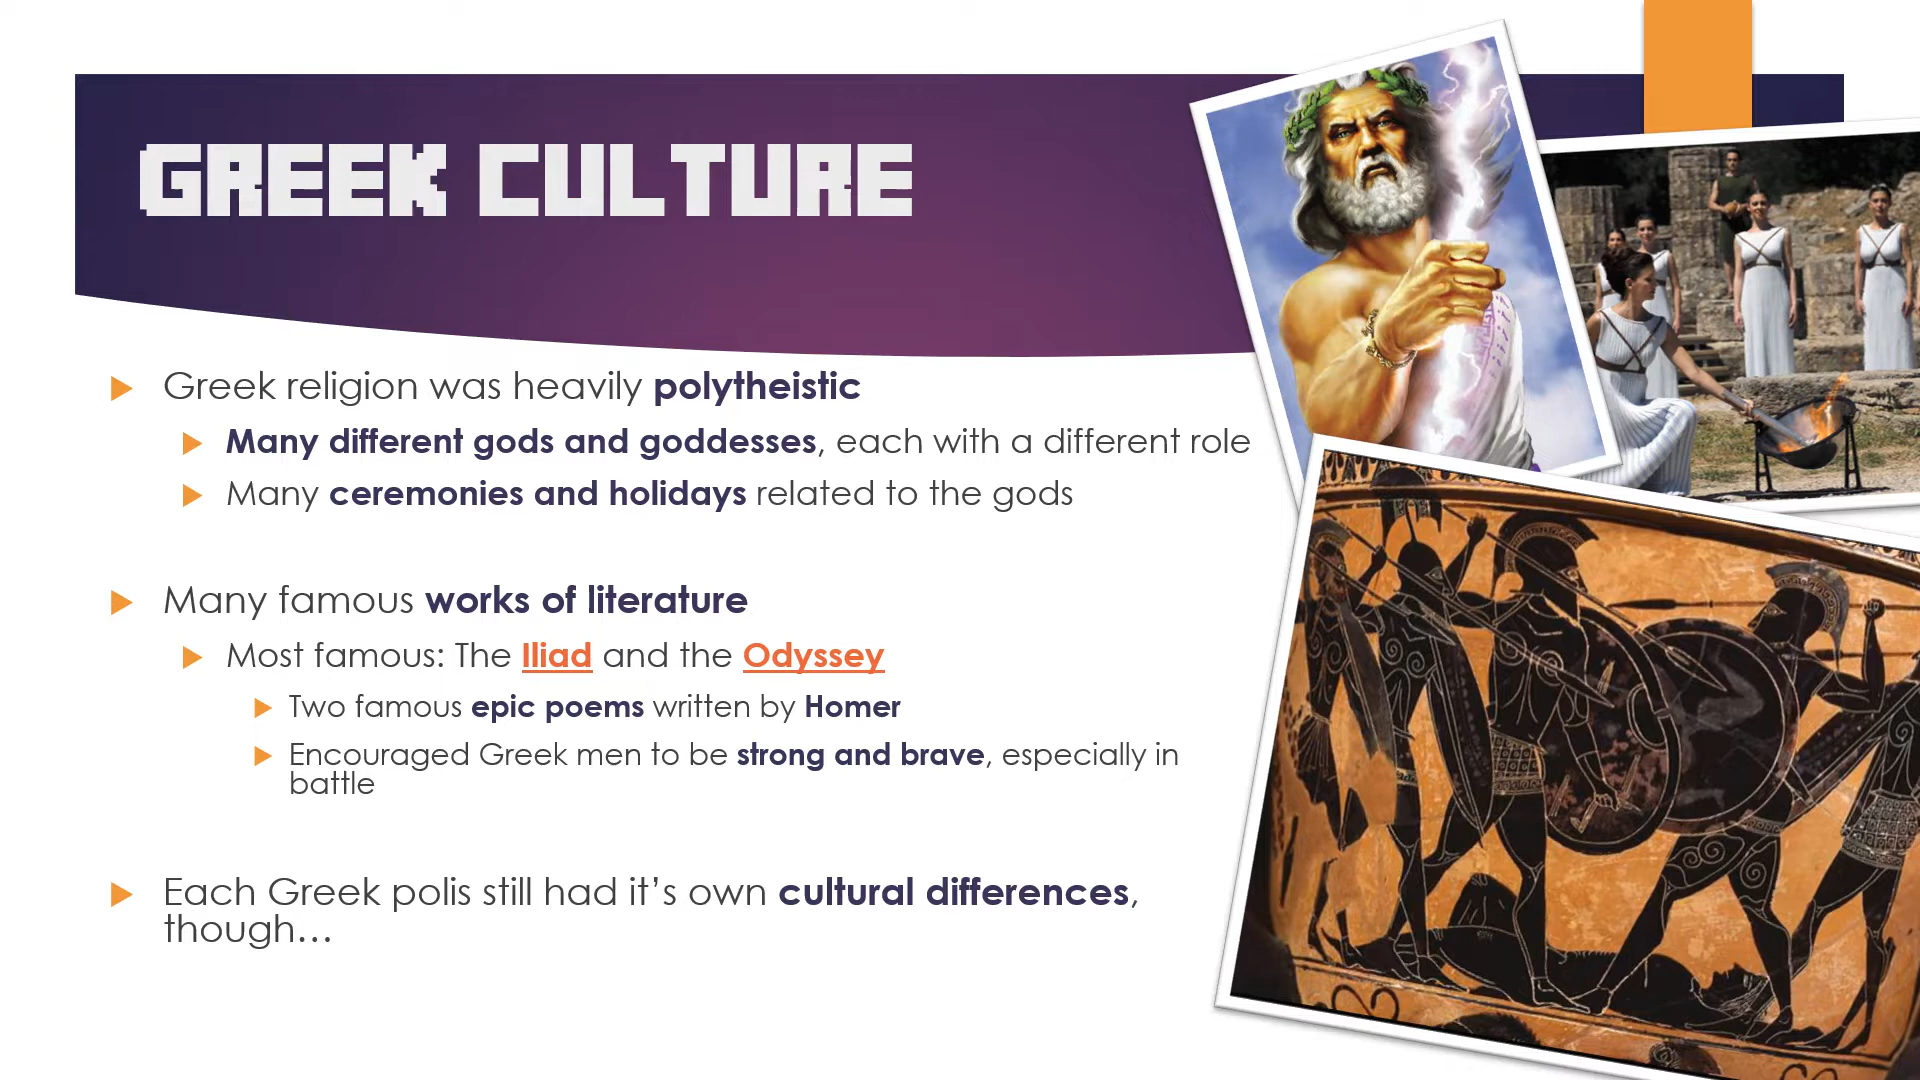 GREEK CULTURE
Greek religion was heavily polytheistic
Many different gods and goddesses, each with a different role
Many ceremonies and holidays related to the gods
Many famous works of literature
Most famous: The Iliad and the Odyssey
Two famous epic poems written by Homer
Encouraged Greek men to be strong and brave, especially in
battle
Each Greek polis still had it’s own cultural differences,
though…